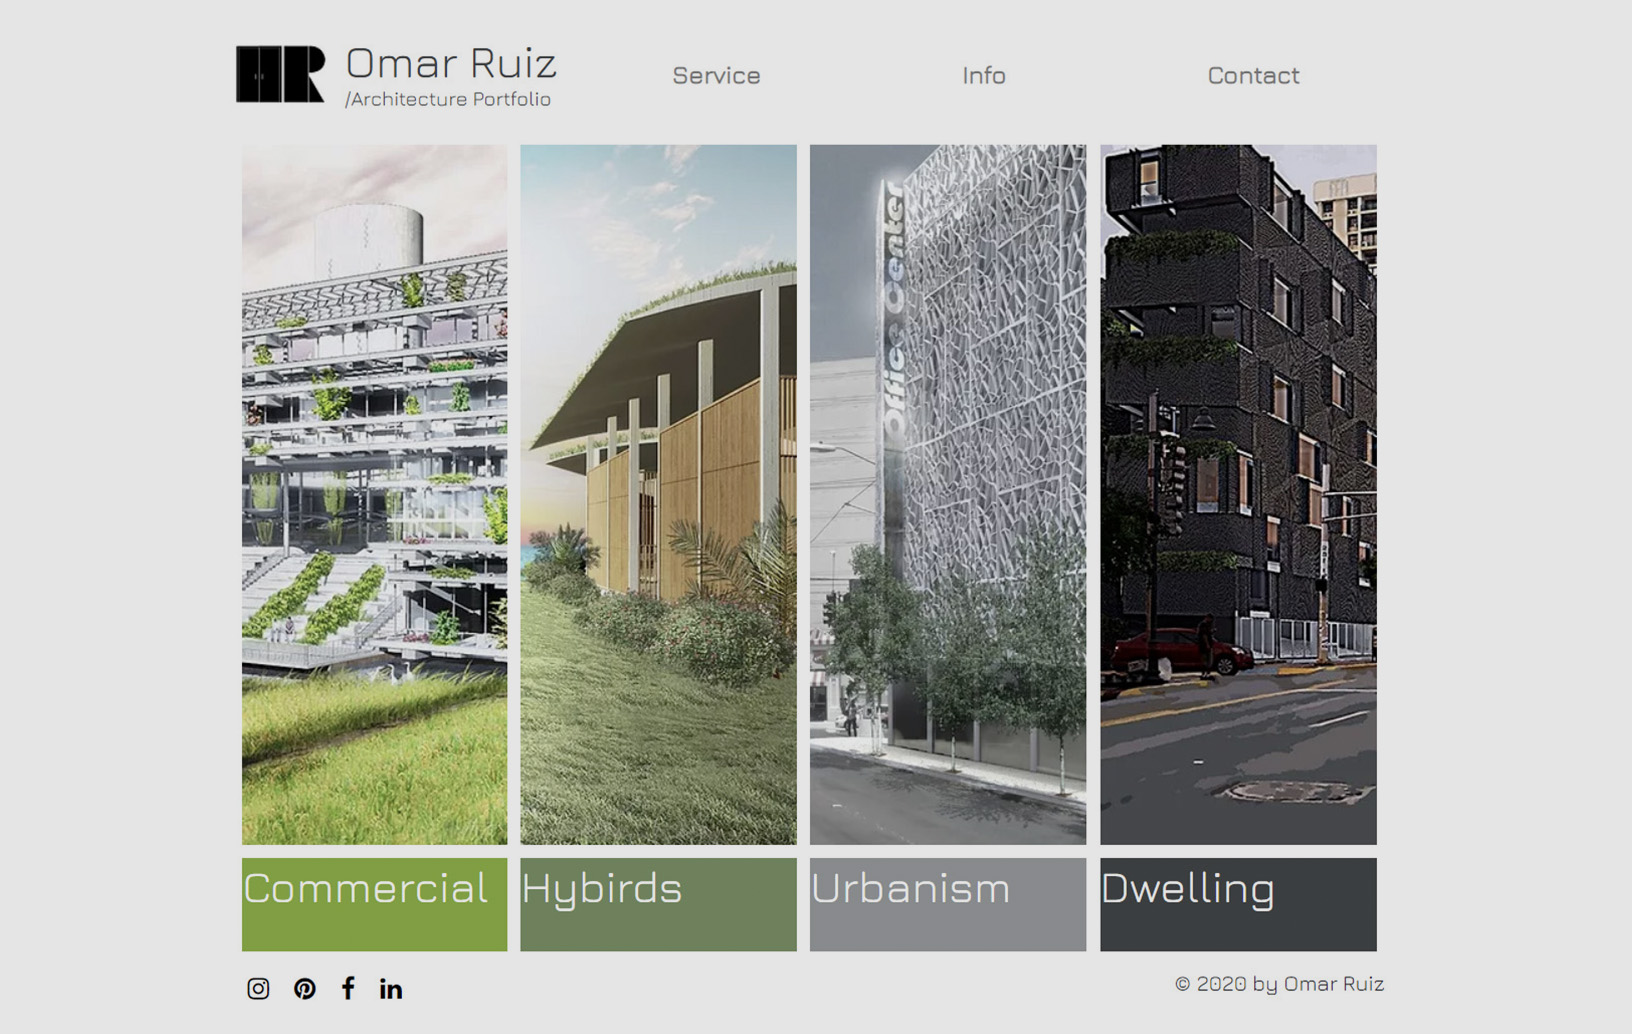 Omar Ruiz
/Architecture Portfolio
Service
Info
Contact
Office Center
Commercial
Hybirds
Urbanism
Dwelling
© 2020 by Omar Ruiz